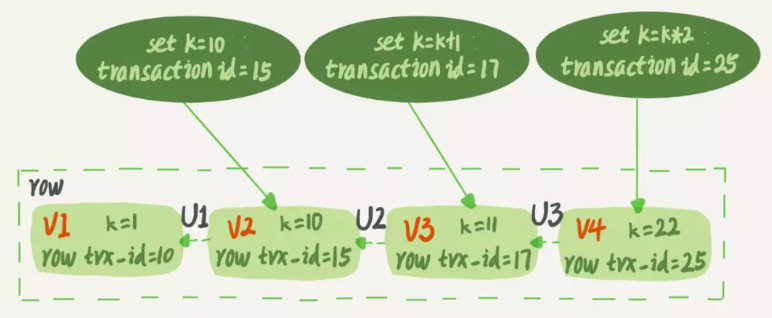 set k=10
transaction id=15
set k=k+1
transaction id=17
set k=k*2
transaction id=25
row
V1 k=1
row trx-id=10
U1
V2 k=10
row trx-id=15
U2
V3 k=11
row trx-id=17
U3
V4 k=22
row trx-id=25